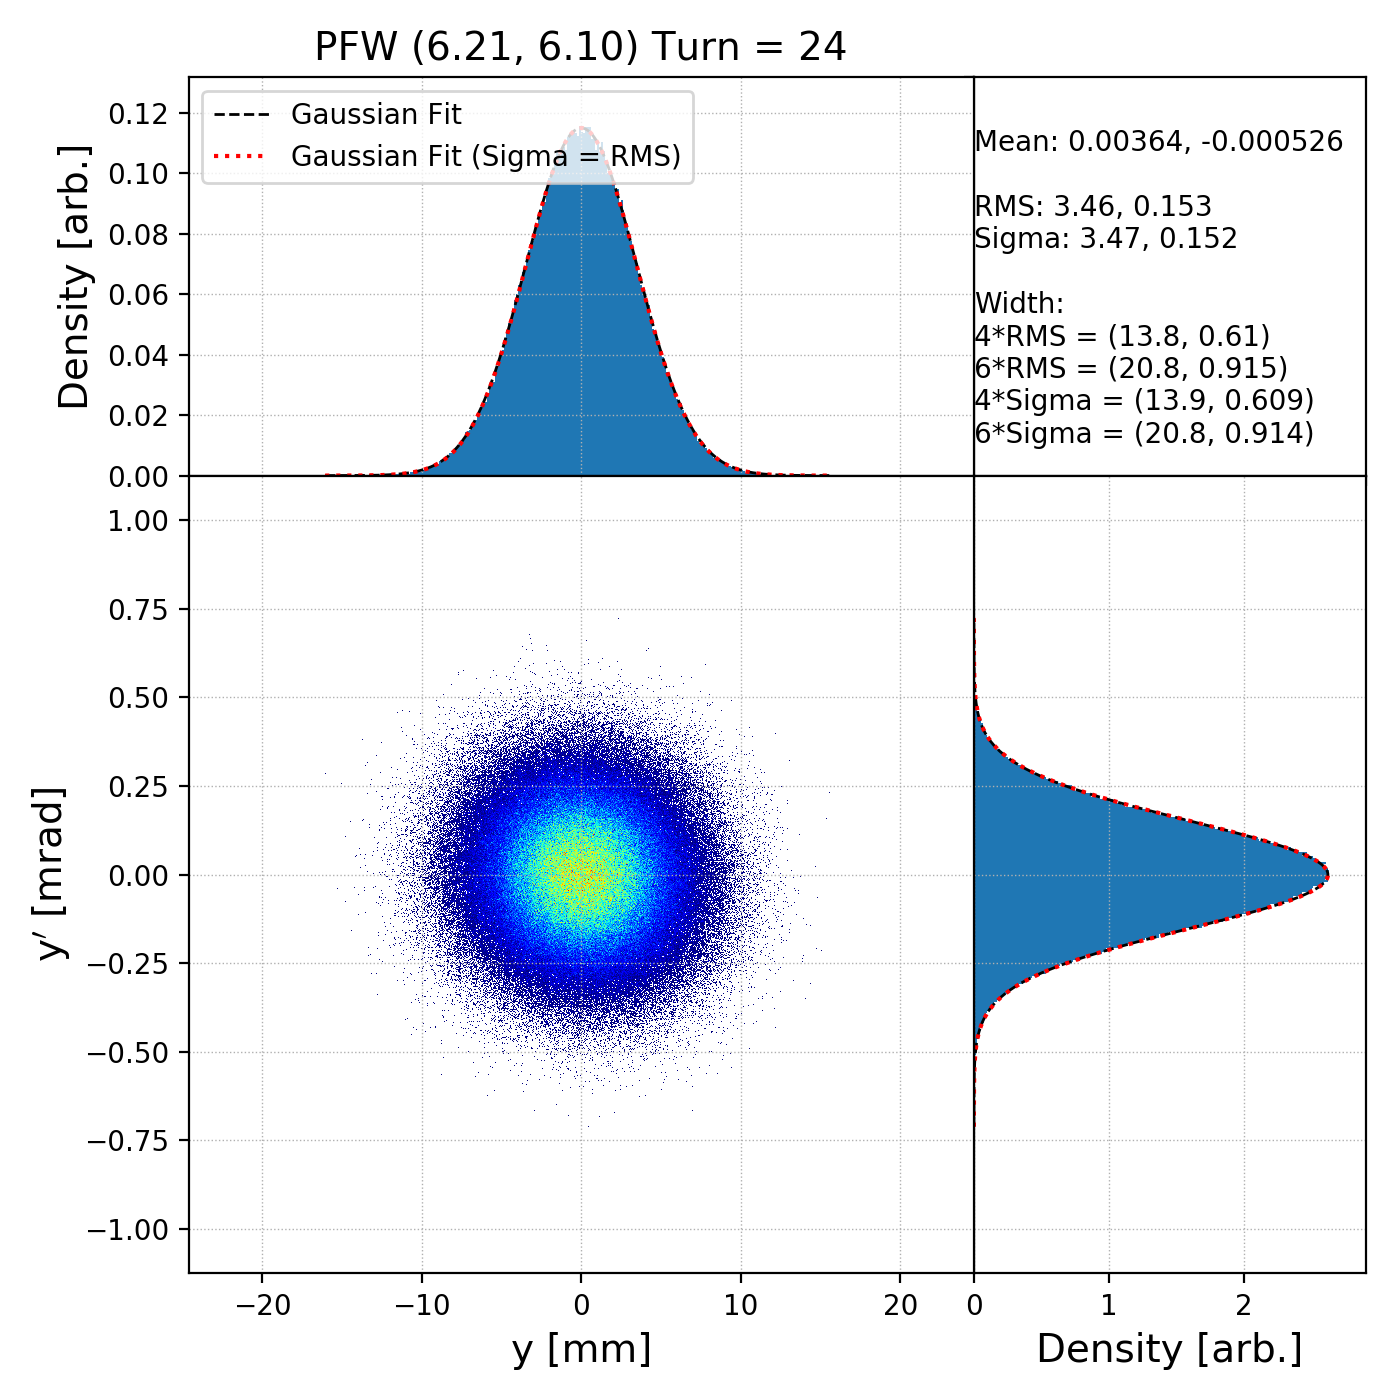 PFW (6.21, 6.10) Turn = 24
Gaussian Fit
Gaussian Fit (Sigma = RMS)
Density [arb.]
0.12
0.10
0.08
0.06
0.04
0.02
0.00
Mean: 0.00364, -0.000526
RMS: 3.46, 0.153
Sigma: 3.47, 0.152
Width:
4*RMS = (13.8, 0.61)
6*RMS = (20.8, 0.915)
4*Sigma = (13.9, 0.609)
6*Sigma = (20.8, 0.914)
y′ [mrad]
1.00
0.75
0.50
0.25
0.00
−0.25
−0.50
−0.75
−1.00
−20 −10 0 10 20
y [mm]
0 1 2
Density [arb.]